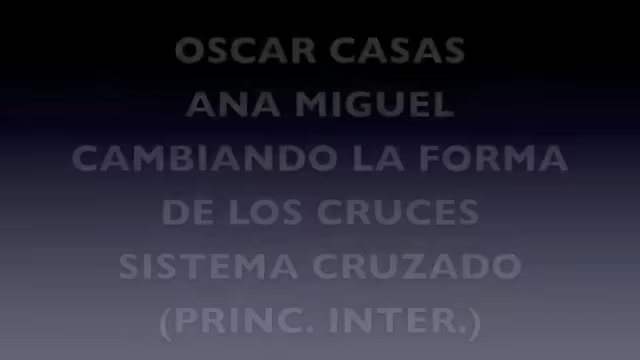 OSCAR CASAS
ANA MIGUEL
CAMBIANDO LA FORMA
DE LOS CRUCES
SISTEMA CRUZADO
(PRINC. INTER.)